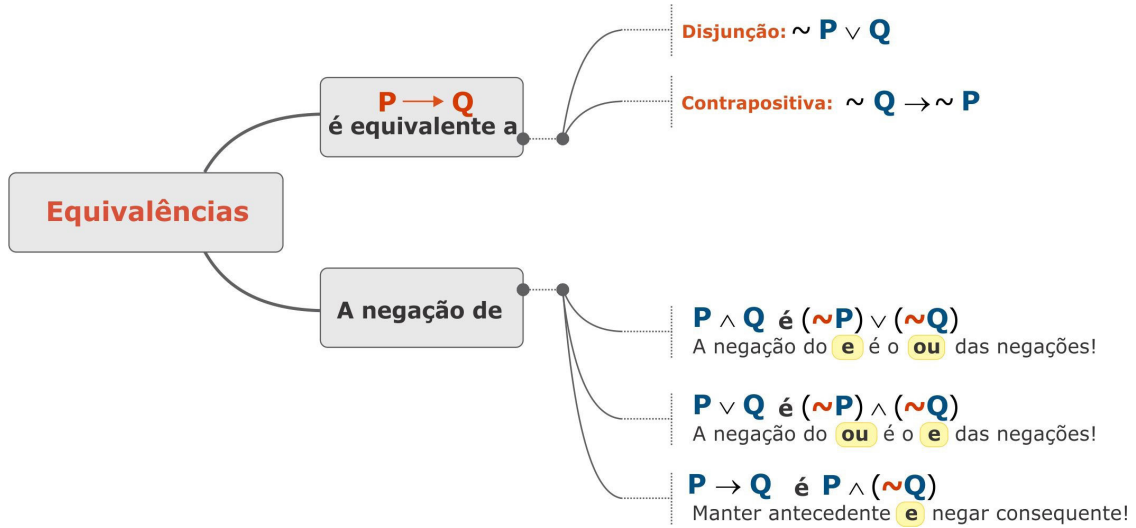 Equivalências
P → Q
é equivalente a
Disjunção: ~ P ∨ Q
Contrapositiva: ~ Q → ~ P
A negação de
P ∧ Q é (~P) ∨ (~Q)
A negação do e é o ou das negações!
P ∨ Q é (~P) ∧ (~Q)
A negação do ou é o e das negações!
P → Q é P ∧ (~Q)
Manter antecedente e negar consequente!